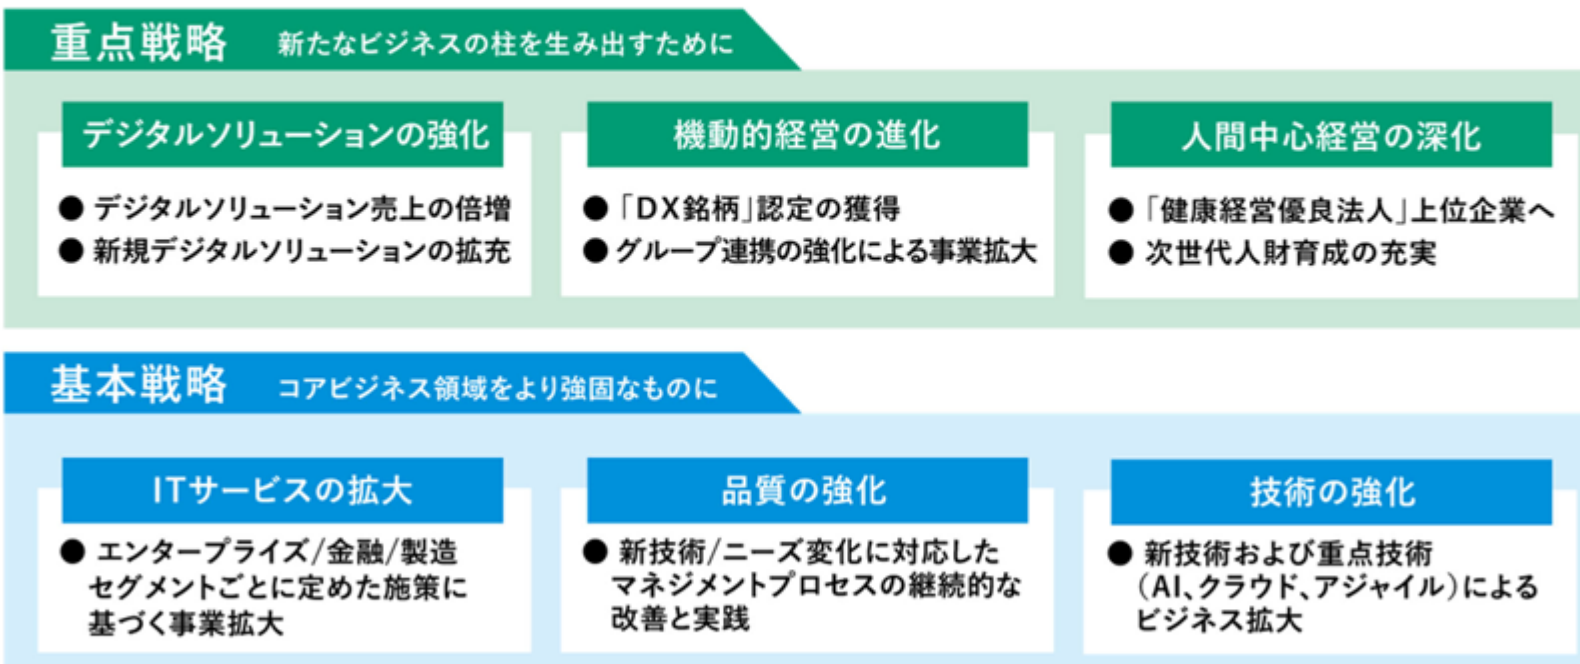 重点戦略 新たなビジネスの柱を生み出すために
デジタルソリューションの強化
● デジタルソリューション売上の倍増
● 新規デジタルソリューションの拡充
機動的経営の進化
●「DX銘柄」認定の獲得
● グループ連携の強化による事業拡大
人間中心経営の深化
●「健康経営優良法人」上位企業へ
● 次世代人財育成の充実
基本戦略 コアビジネス領域をより強固なものに
ITサービスの拡大
● エンタープライズ/金融/製造
セグメントごとに定めた施策に
基づく事業拡大
品質の強化
● 新技術/ニーズ変化に対応した
マネジメントプロセスの継続的な
改善と実践
技術の強化
● 新技術および重点技術
(AI、クラウド、アジャイル)による
ビジネス拡大